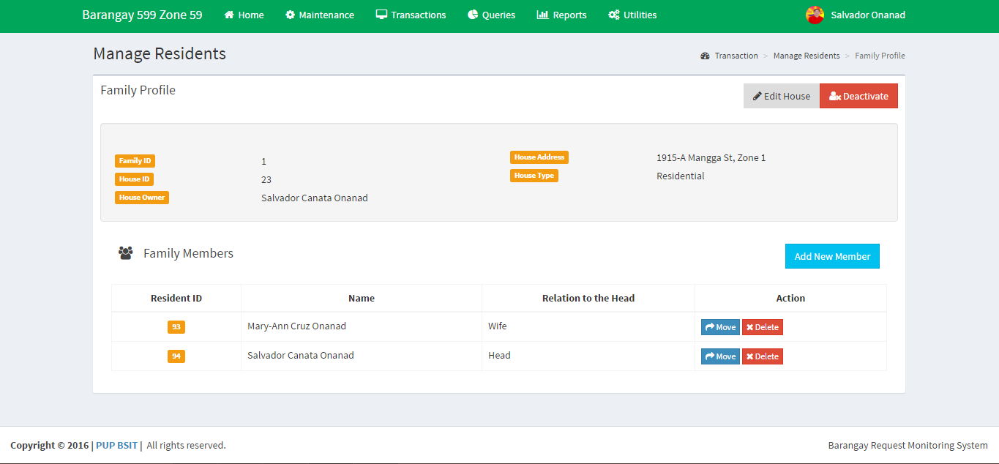 Barangay 599 Zone 59 Home Maintenance Transactions Queries Reports Utilities Salvador Onanad
Manage Residents
Transaction > Manage Residents > Family Profile
Family Profile
Edit House Deactivate
Family ID 1
House ID 23
House Owner Salvador Canata Onanad
House Address 1915-A Mangga St, Zone 1
House Type Residential
Family Members
Add New Member
Resident ID Name Relation to the Head Action
93 Mary-Ann Cruz Onanad Wife Move Delete
94 Salvador Canata Onanad Head Move Delete
Copyright © 2016 | PUP BSIT | All rights reserved. Barangay Request Monitoring System